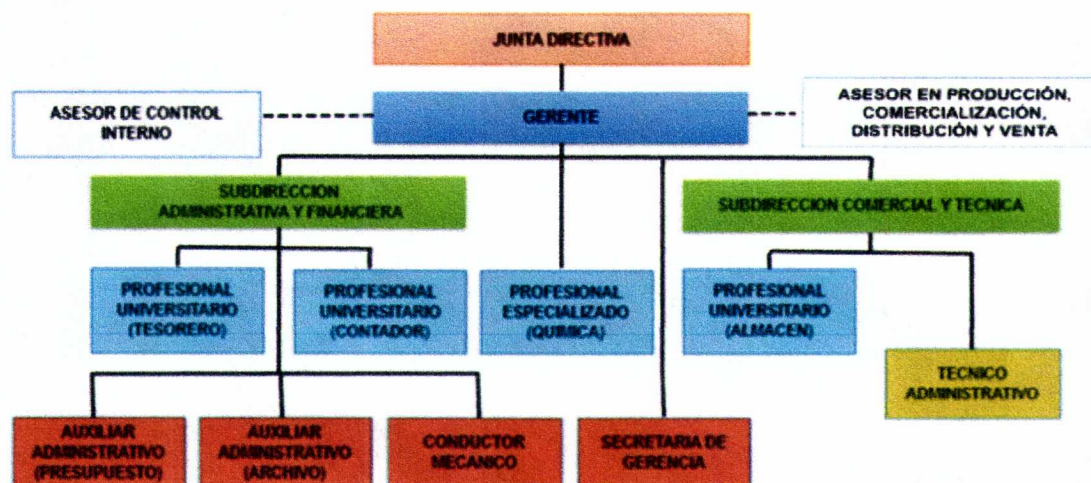 JUNTA DIRECTIVA
ASESOR DE CONTROL
INTERNO
GERENTE
ASESOR EN PRODUCCIÓN,
COMERCIALIZACIÓN,
DISTRIBUCIÓN Y VENTA
SUBDIRECCION
ADMINISTRATIVA Y FINANCIERA
SUBDIRECCION COMERCIAL Y TECNICA
PROFESIONAL
UNIVERSITARIO
(TESORERO)
PROFESIONAL
UNIVERSITARIO
(CONTADOR)
PROFESIONAL
ESPECIALIZADO
(QUIMICA)
PROFESIONAL
UNIVERSITARIO
(ALMACEN)
TECNICO
ADMINISTRATIVO
AUXILIAR
ADMINISTRATIVO
(PRESUPUESTO)
AUXILIAR
ADMINISTRATIVO
(ARCHIVO)
CONDUCTOR
MECANICO
SECRETARIA DE
GERENCIA